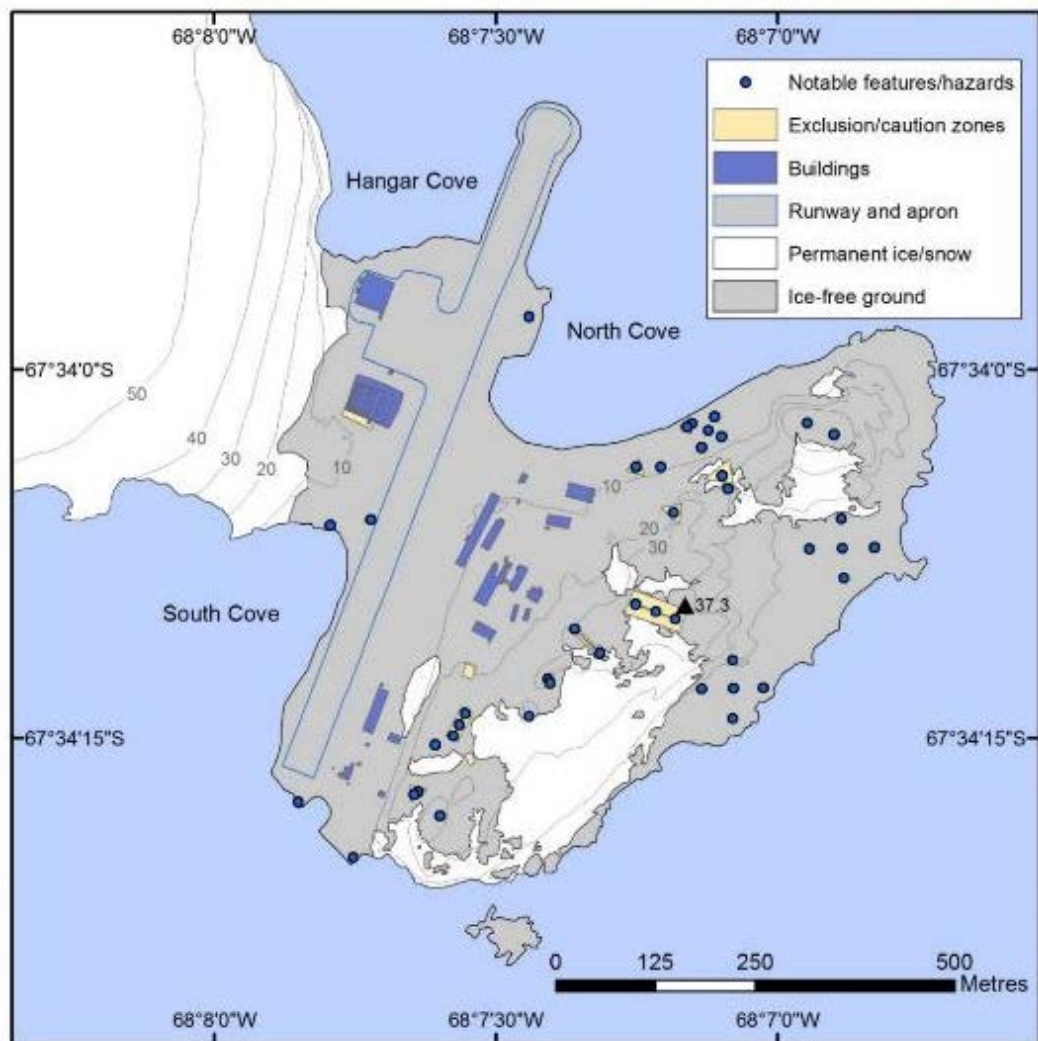 68°8'0"W
68°7'30"W
68°7'0"W
Notable features/hazards
Exclusion/caution zones
Buildings
Runway and apron
Permanent ice/snow
Ice-free ground
Hangar Cove
North Cove
67°34'0"S
67°34'0"S
50
40
30
20
10
10
20
30
37.3
South Cove
67°34'15"S
67°34'15"S
0
125
250
500
Metres
68°8'0"W
68°7'30"W
68°7'0"W